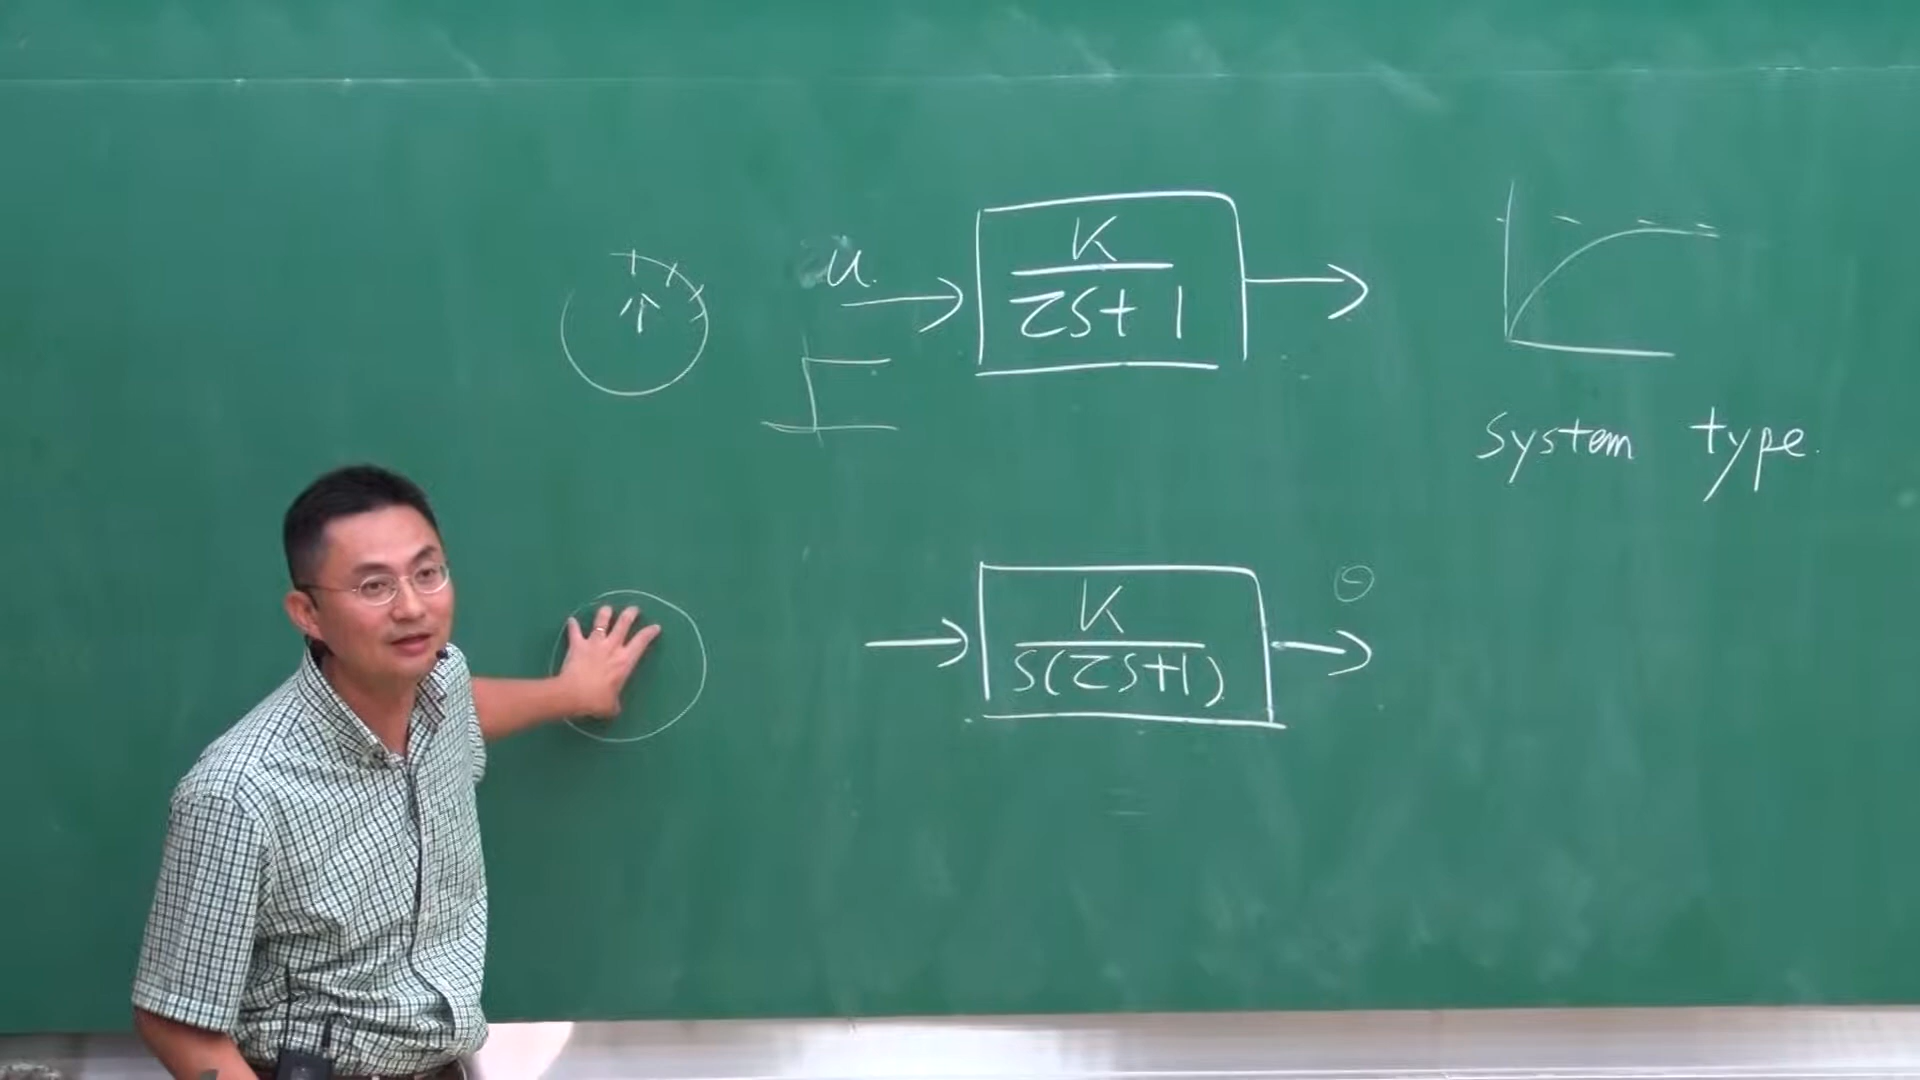 u
K
τs+1
system type.
K
s(τs+1)
θ